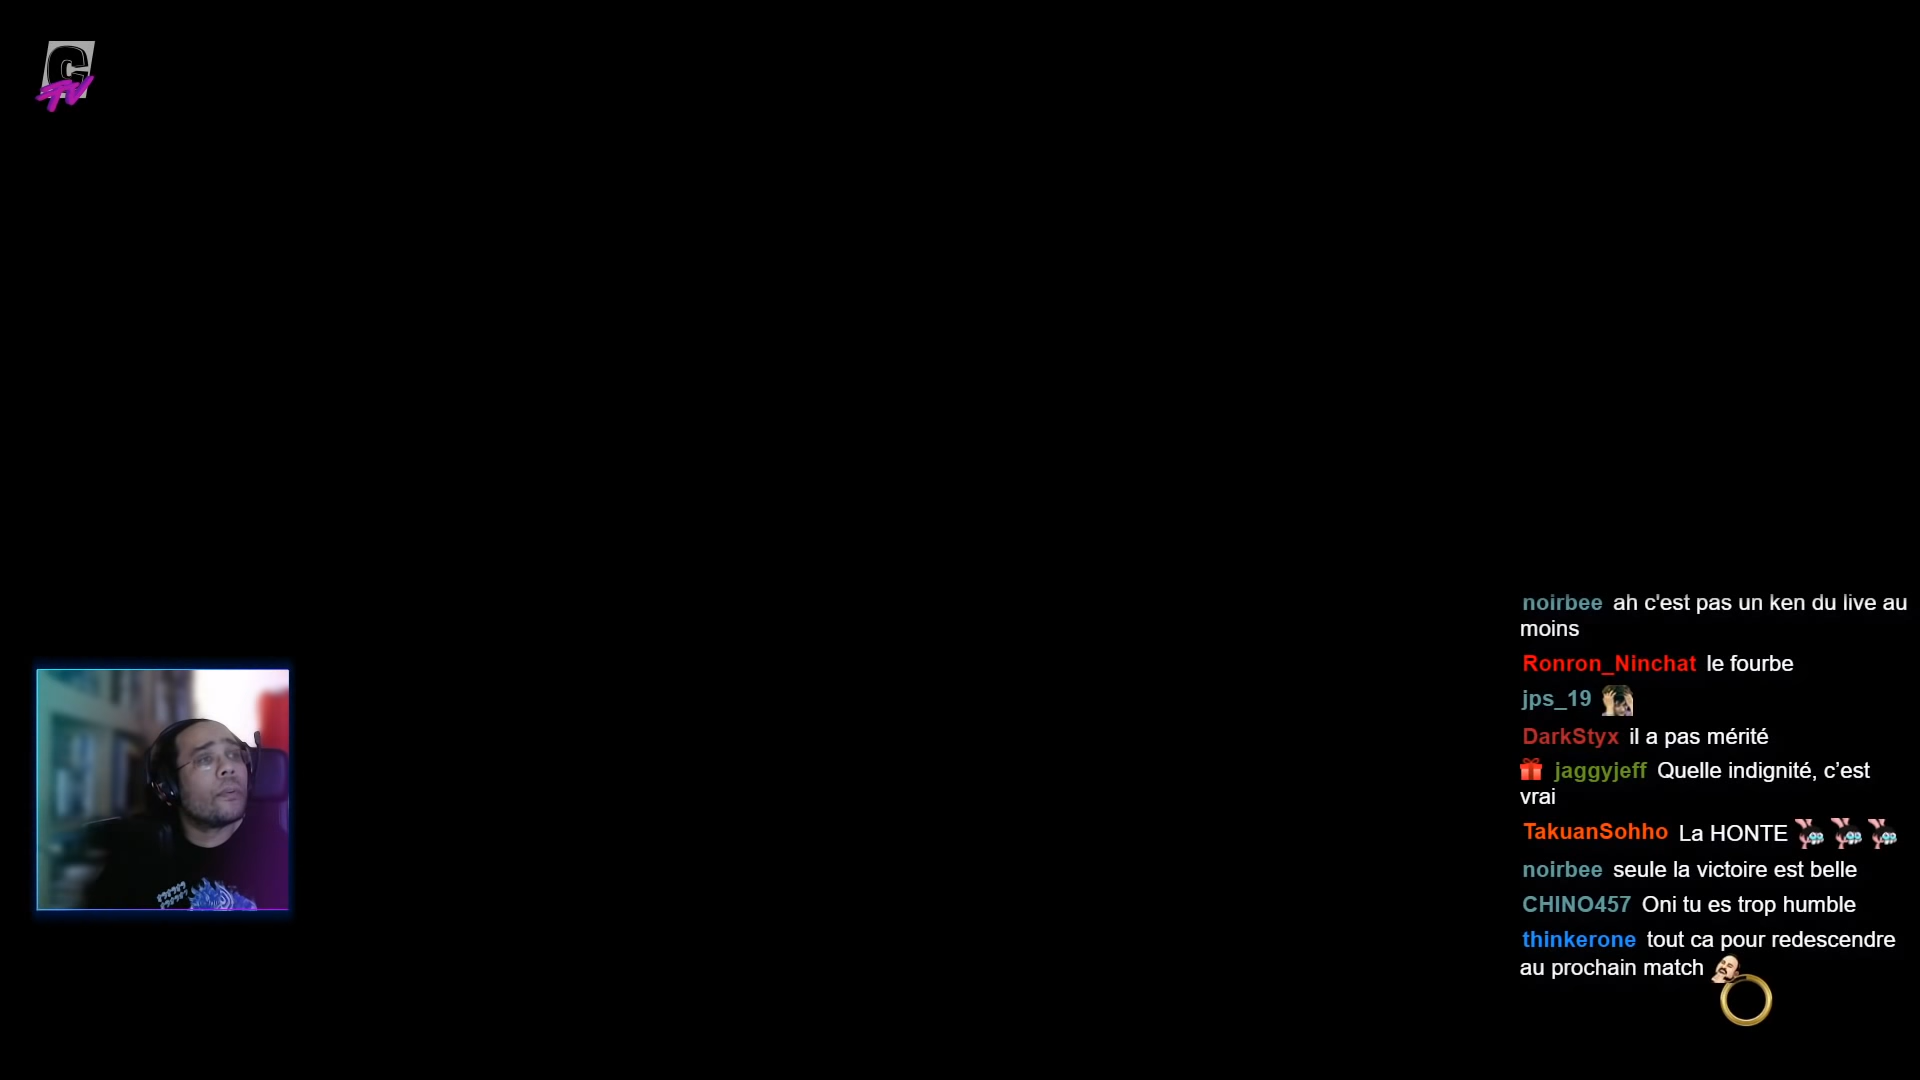 C
TV
noirbee ah c'est pas un ken du live au
moins
Ronron_Ninchat le fourbe
jps_19
DarkStyx il a pas mérité
jaggyjeff Quelle indignité, c’est
vrai
TakuanSohho La HONTE
noirbee seule la victoire est belle
CHINO457 Oni tu es trop humble
thinkerone tout ca pour redescendre
au prochain match